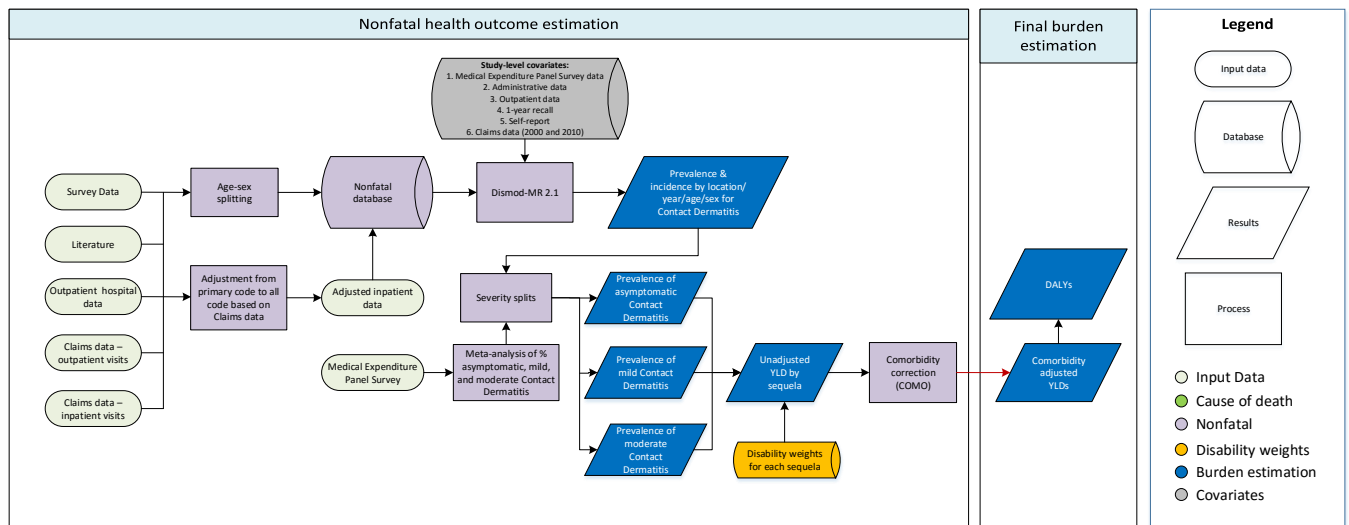 Nonfatal health outcome estimation
Final burden
estimation
Legend
Study-level covariates:
1. Medical Expenditure Panel Survey data
2. Administrative data
3. Outpatient data
4. 1-year recall
5. Self-report
6. Claims data (2000 and 2010)
Survey Data
Literature
Outpatient hospital
data
Claims data –
outpatient visits
Claims data –
inpatient visits
Age-sex
splitting
Adjustment from
primary code to all
code based on
Claims data
Nonfatal
database
Adjusted inpatient
data
Dismod-MR 2.1
Prevalence &
incidence by location/
year/age/sex for
Contact Dermatitis
Severity splits
Medical Expenditure
Panel Survey
Meta-analysis of %
asymptomatic, mild,
and moderate Contact
Dermatitis
Prevalence of
asymptomatic
Contact
Dermatitis
Prevalence of
mild Contact
Dermatitis
Prevalence of
moderate
Contact
Dermatitis
Unadjusted
YLD by
sequela
Disability weights
for each sequela
Comorbidity
correction
(COMO)
DALYs
Comorbidity
adjusted
YLDs
Input data
Database
Results
Process
Input Data
Cause of death
Nonfatal
Disability weights
Burden estimation
Covariates